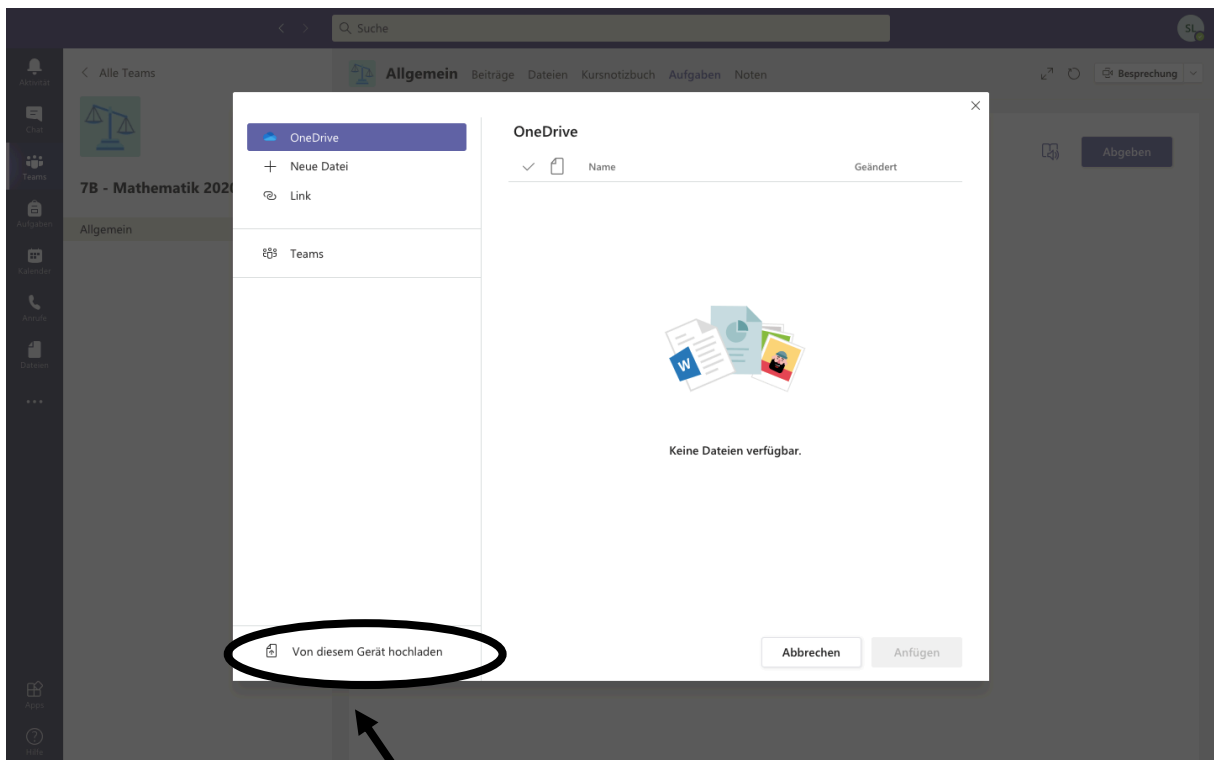 Suche
SL
Aktivität
Chat
Teams
Aufgaben
Kalender
Anrufe
Dateien
Apps
Hilfe
Alle Teams
7B - Mathematik 202
Allgemein
Allgemein Beiträge Dateien Kursnotizbuch Aufgaben Noten
Besprechung
Abgeben
OneDrive
Neue Datei
Link
Teams
Von diesem Gerät hochladen
OneDrive
Name Geändert
W
Keine Dateien verfügbar.
Abbrechen Anfügen